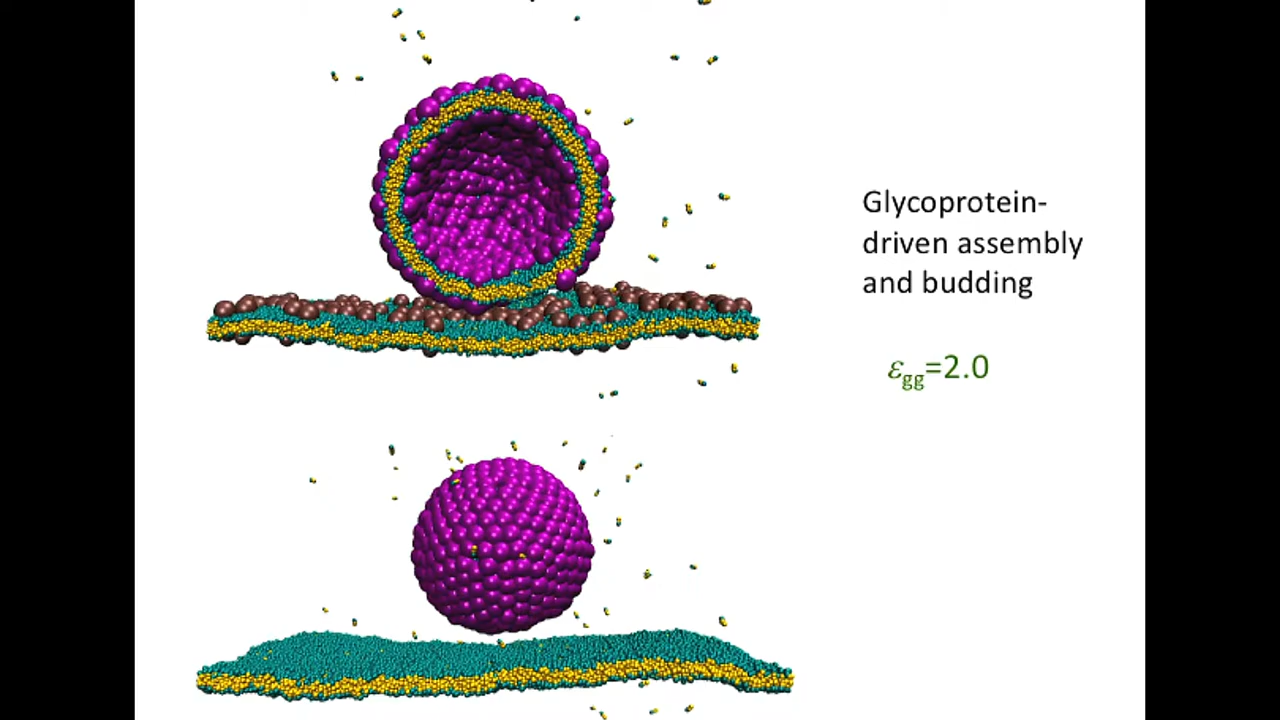 Glycoprotein-
driven assembly
and budding
εgg=2.0